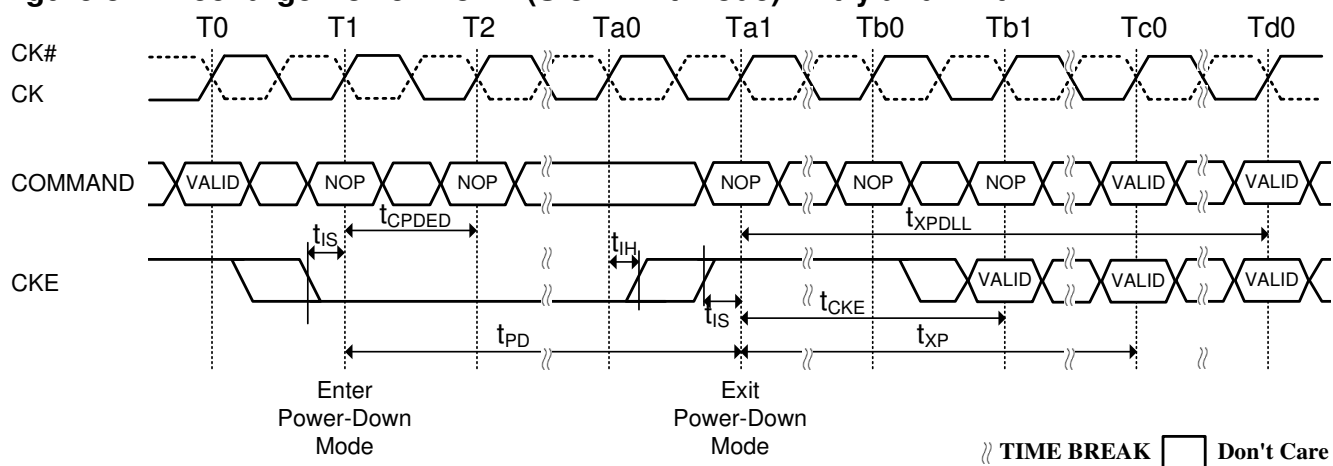 T0 T1 T2 Ta0 Ta1 Tb0 Tb1 Tc0 Td0
CK#
CK
COMMAND VALID NOP NOP NOP NOP NOP VALID VALID
tCPDED tXPDLL
tIS tIH
CKE VALID VALID VALID
tIS tCKE
tPD tXP
Enter
Power-Down
Mode
Exit
Power-Down
Mode
TIME BREAK Don't Care